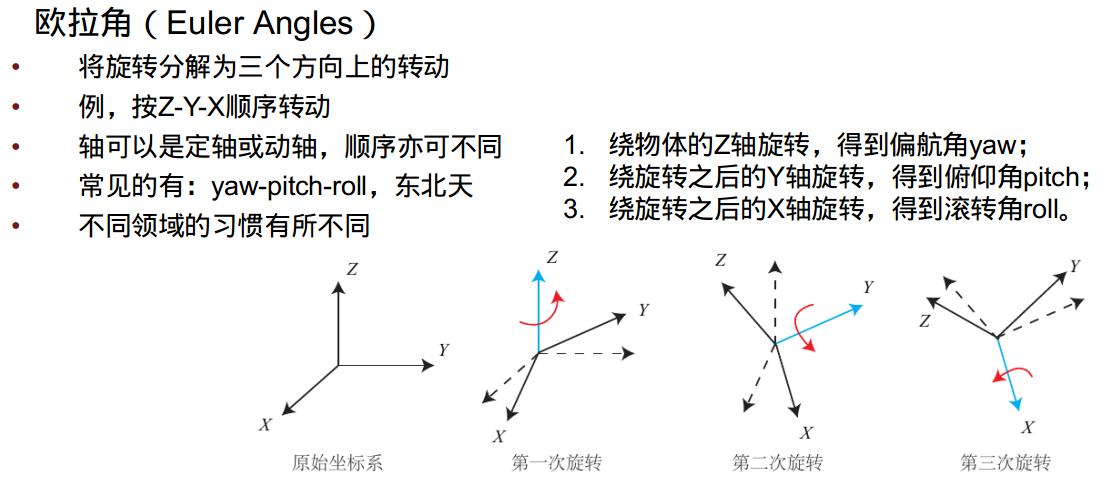 欧拉角（Euler Angles）
• 将旋转分解为三个方向上的转动
• 例，按Z-Y-X顺序转动
• 轴可以是定轴或动轴，顺序亦可不同
• 常见的有：yaw-pitch-roll，东北天
• 不同领域的习惯有所不同
1. 绕物体的Z轴旋转，得到偏航角yaw；
2. 绕旋转之后的Y轴旋转，得到俯仰角pitch；
3. 绕旋转之后的X轴旋转，得到滚转角roll。
Z
Y
X
原始坐标系
Z
Y
X
第一次旋转
Z
Y
X
第二次旋转
Y
Z
X
第三次旋转